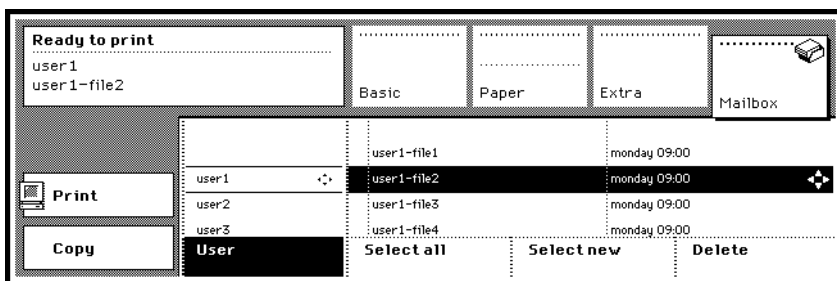 Ready to print
user1
user1-file2
Basic
Paper
Extra
Mailbox
user1-file1 monday 09:00
user1 user1-file2 monday 09:00
user2 user1-file3 monday 09:00
user3 user1-file4 monday 09:00
Print
Copy
User Select all Select new Delete